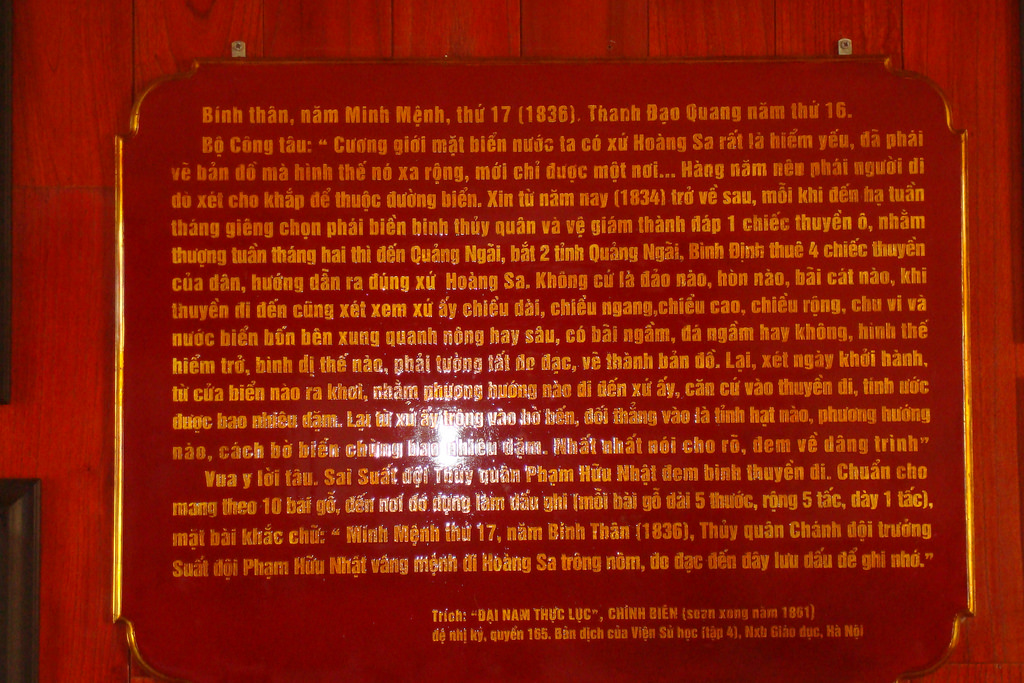 Bính thân, năm Minh Mệnh, thứ 17 (1836). Thanh Đạo Quang năm thứ 16.
Bộ Công tâu: “ Cương giới mặt biển nước ta có xứ Hoàng Sa rất là hiểm yếu, đã phái
vẽ bản đồ mà hình thế nó xa rộng, mới chỉ được một nơi... Hàng năm nên phái người đi
dò xét cho khắp để thuộc đường biển. Xin từ năm nay (1834) trở về sau, mỗi khi đến hạ tuần
tháng giêng chọn phái biền binh thủy quân và vệ giám thành đáp 1 chiếc thuyền ô, nhằm
thượng tuần tháng hai thì đến Quảng Ngãi, bắt 2 tỉnh Quảng Ngãi, Bình Định thuê 4 chiếc thuyền
của dân, hướng dẫn ra đúng xứ Hoàng Sa. Không cứ là đảo nào, hòn nào, bãi cát nào, khi
thuyền đi đến cũng xét xem xứ ấy chiều dài, chiều ngang,chiều cao, chiều rộng, chu vi và
nước biển bốn bên xung quanh nông hay sâu, có bãi ngầm, đá ngầm hay không, hình thế
hiểm trở, bình dị thế nào, phải tường tất đo đạc, vẽ thành bản đồ. Lại, xét ngày khởi hành,
từ cửa biển nào ra khơi, nhằm phương hướng nào đi đến xứ ấy, căn cứ vào thuyền đi, tính ước
được bao nhiêu dặm. Lại từ xứ ấy trông vào bờ bến, đối thẳng vào là tỉnh hạt nào, phương hướng
nào, cách bờ biển chừng bao nhiêu dặm. Nhất nhất nói cho rõ, đem về dâng trình”
Vua y lời tâu. Sai Suất đội Thủy quân Phạm Hữu Nhật đem binh thuyền đi. Chuẩn cho
mang theo 10 bài gỗ, đến nơi đó dựng làm dấu ghi (mỗi bài gỗ dài 5 thước, rộng 5 tấc, dày 1 tấc),
mặt bài khắc chữ: “ Minh Mệnh thứ 17, năm Bính Thân (1836), Thủy quân Chánh đội trưởng
Suất đội Phạm Hữu Nhật vâng mệnh đi Hoàng Sa trông nom, đo đạc đến đây lưu dấu để ghi nhớ.”
Trích: “ĐẠI NAM THỰC LỤC”, CHÍNH BIÊN (soạn xong năm 1861)
đệ nhị kỷ, quyển 165. Bản dịch của Viện Sử học (tập 4), Nxb Giáo dục, Hà Nội